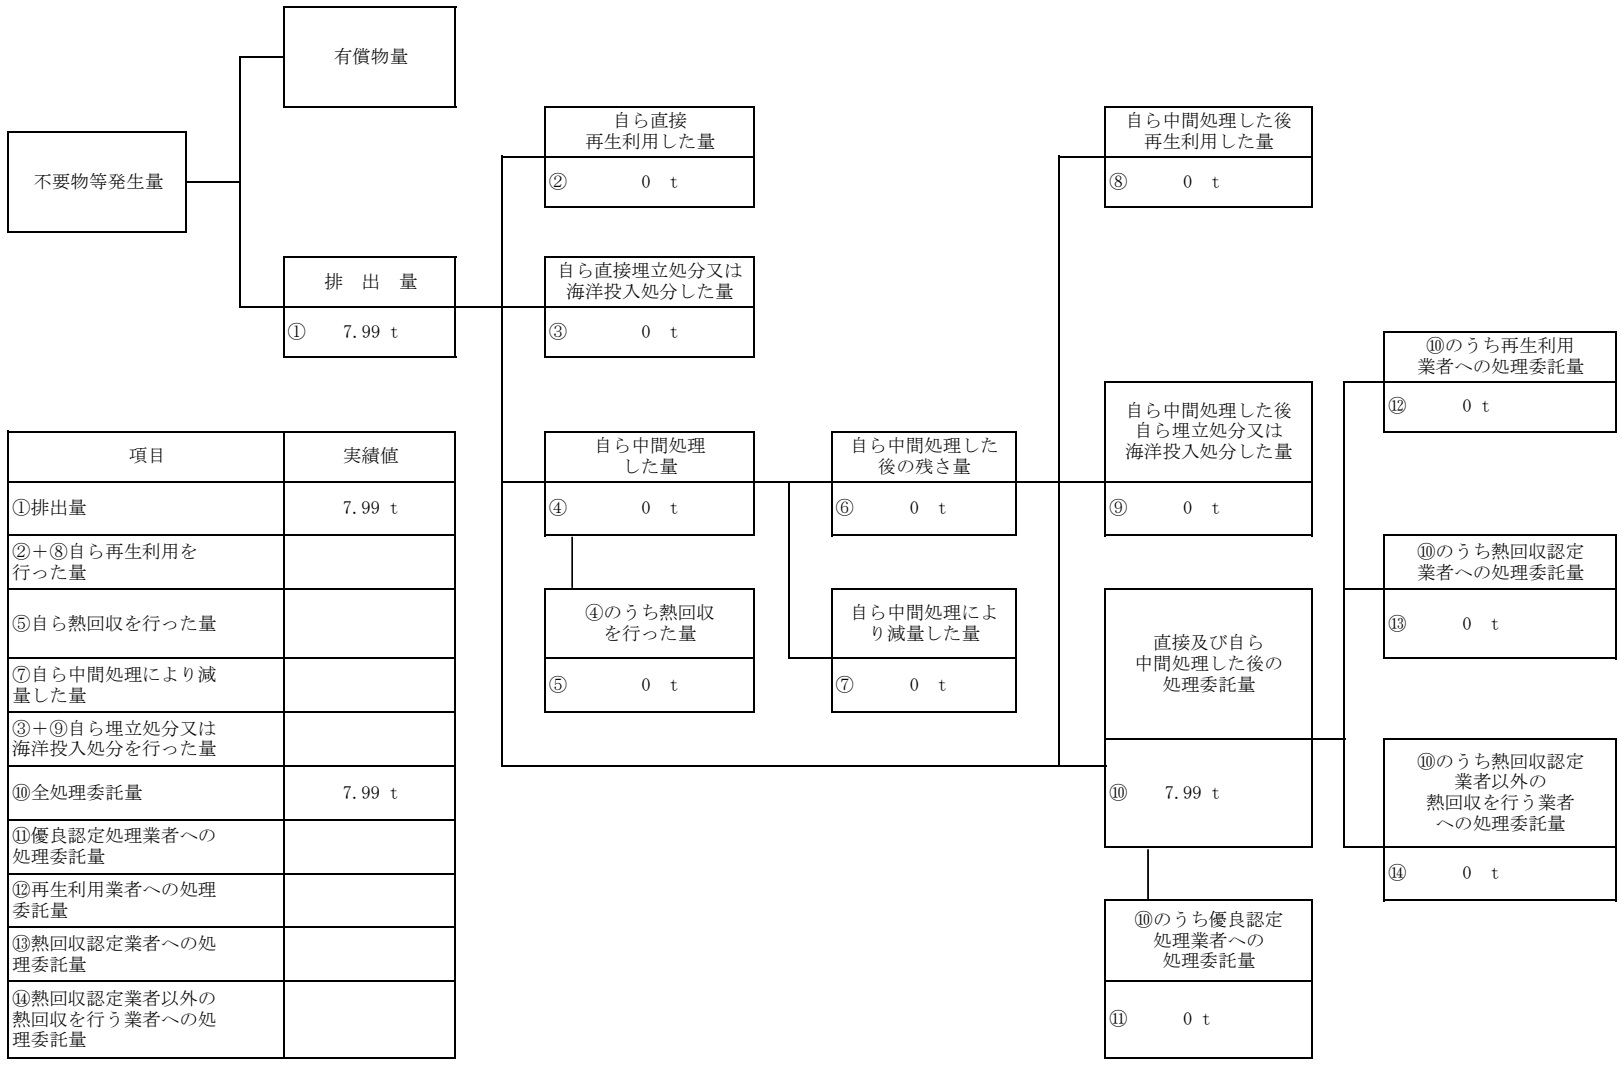 有償物量
不要物等発生量
排　出　量
① 7.99 t
自ら直接
再生利用した量
② 0 t
自ら直接埋立処分又は
海洋投入処分した量
③ 0 t
自ら中間処理
した量
④ 0 t
④のうち熱回収
を行った量
⑤ 0 t
自ら中間処理した
後の残さ量
⑥ 0 t
自ら中間処理によ
り減量した量
⑦ 0 t
自ら中間処理した後
再生利用した量
⑧ 0 t
自ら中間処理した後
自ら埋立処分又は
海洋投入処分した量
⑨ 0 t
直接及び自ら
中間処理した後の
処理委託量
⑩ 7.99 t
⑩のうち優良認定
処理業者への
処理委託量
⑪ 0 t
⑩のうち再生利用
業者への処理委託量
⑫ 0 t
⑩のうち熱回収認定
業者への処理委託量
⑬ 0 t
⑩のうち熱回収認定
業者以外の
熱回収を行う業者
への処理委託量
⑭ 0 t
項目 実績値
①排出量 7.99 t
②＋⑧自ら再生利用を
行った量
⑤自ら熱回収を行った量
⑦自ら中間処理により減
量した量
③＋⑨自ら埋立処分又は
海洋投入処分を行った量
⑩全処理委託量 7.99 t
⑪優良認定処理業者への
処理委託量
⑫再生利用業者への処理
委託量
⑬熱回収認定業者への処
理委託量
⑭熱回収認定業者以外の
熱回収を行う業者への処
理委託量